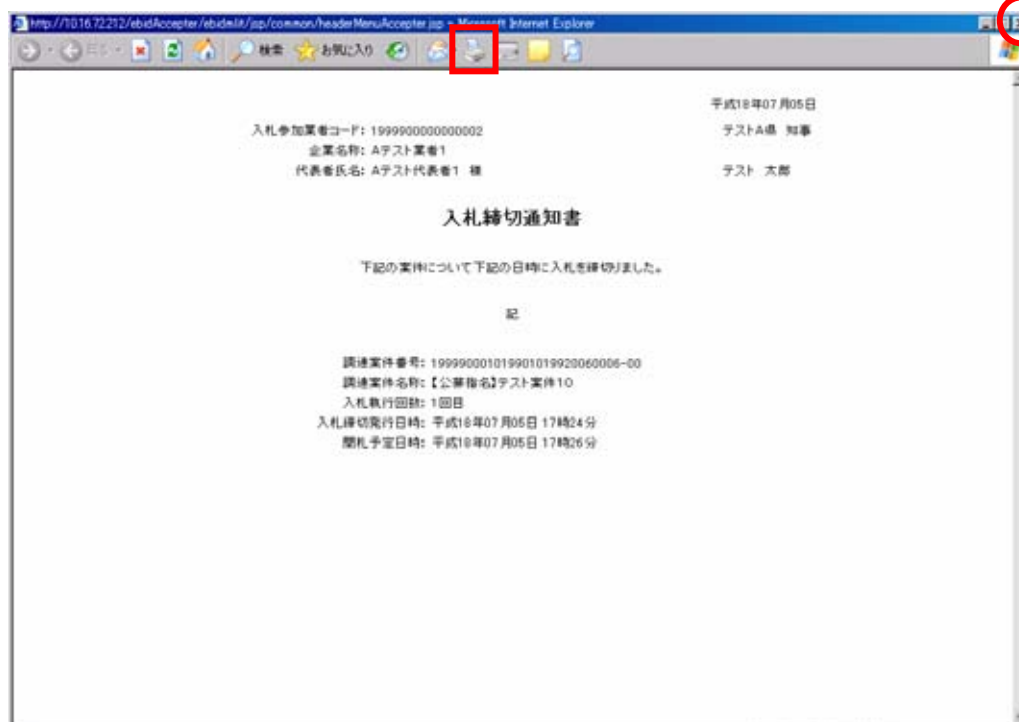 http://10.16.72.212/ebidAccepter/ebidmlit/jsp/common/headerMenuAccepter.jsp - Microsoft Internet Explorer
戻る 検索 お気に入り
平成18年07月05日
入札参加業者コード: 1999900000000002 テストA県 知事
企業名称: Aテスト業者1
代表者氏名: Aテスト代表者1 様 テスト 太郎
入札締切通知書
下記の案件について下記の日時に入札を締切りました。
記
調達案件番号: 199990001019901019920060006-00
調達案件名称:【公募指名】テスト案件10
入札執行回数: 1回目
入札締切発行日時: 平成18年07月05日 17時24分
開札予定日時: 平成18年07月05日 17時26分